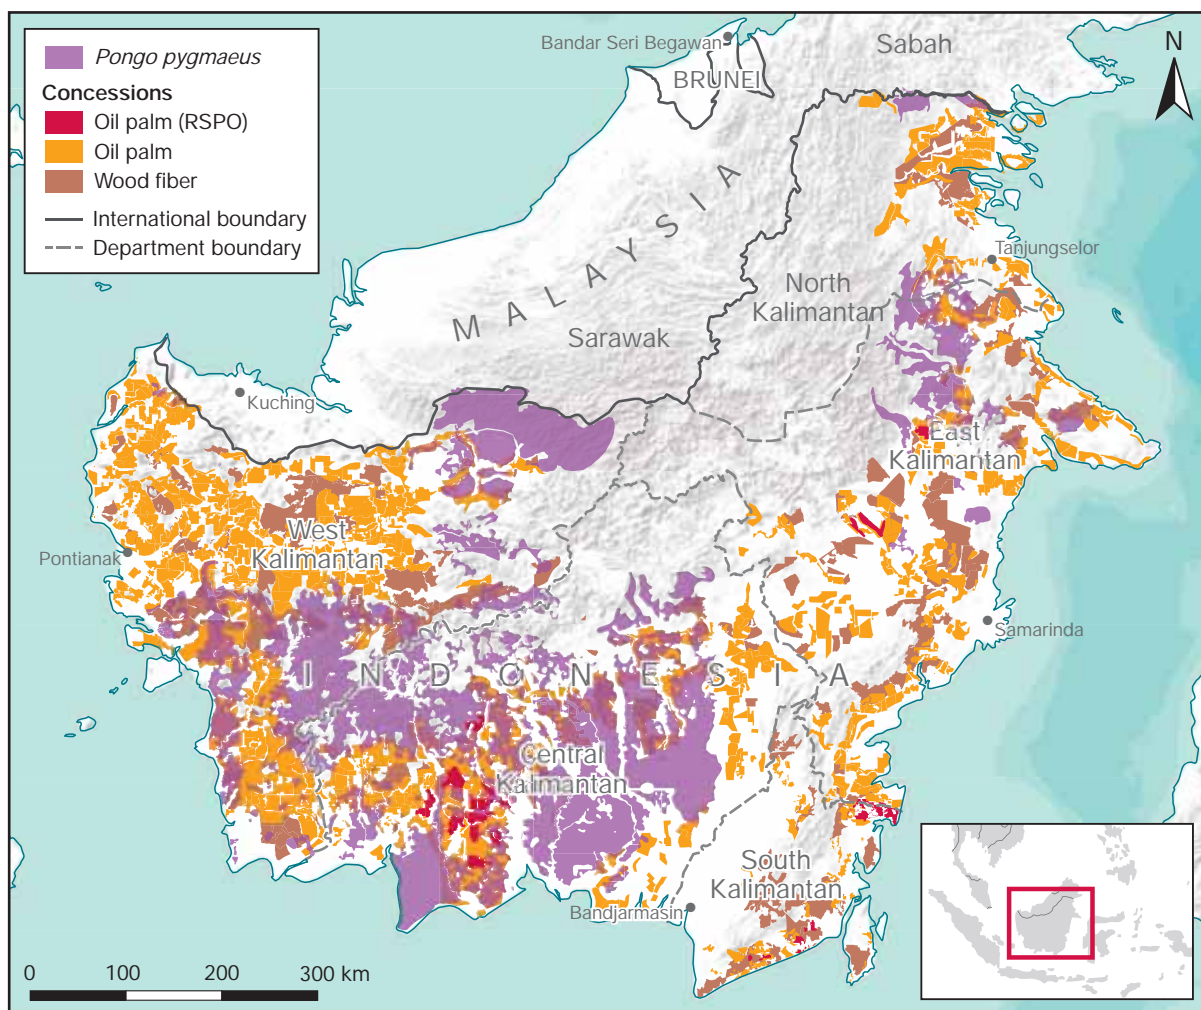 Pongo pygmaeus
Concessions
Oil palm (RSPO)
Oil palm
Wood fiber
International boundary
Department boundary
Bandar Seri Begawan
BRUNEI
Sabah
N
MALAYSIA
Sarawak
North
Kalimantan
Tanjungselor
Kuching
East
Kalimantan
West
Kalimantan
Pontianak
Samarinda
INDONESIA
Central
Kalimantan
South
Kalimantan
Bandjarmasin
0 100 200 300 km